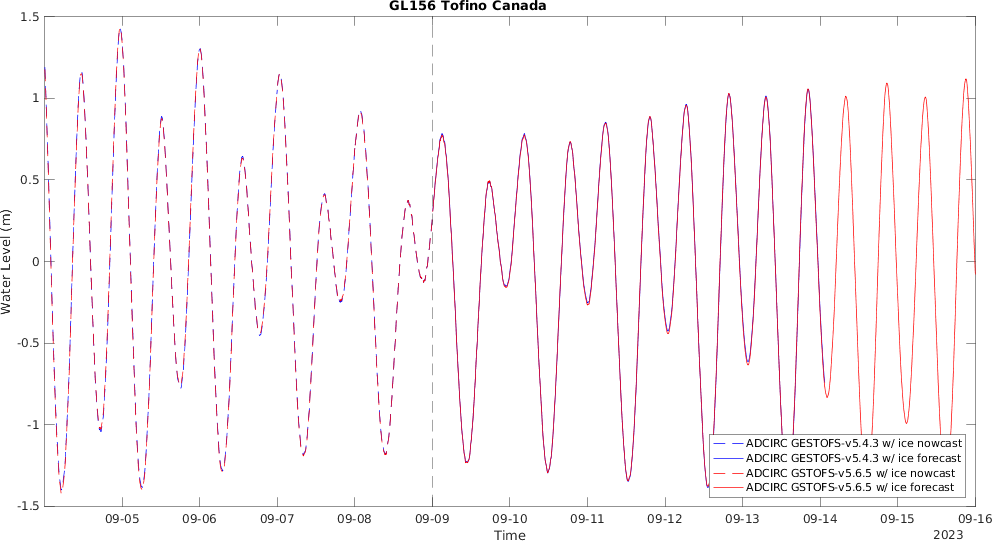 GL156 Tofino Canada
1.5
1
0.5
0
-0.5
-1
-1.5
Water Level (m)
ADCIRC GESTOFS-v5.4.3 w/ ice nowcast
ADCIRC GESTOFS-v5.4.3 w/ ice forecast
ADCIRC GSTOFS-v5.6.5 w/ ice nowcast
ADCIRC GSTOFS-v5.6.5 w/ ice forecast
09-05 09-06 09-07 09-08 09-09 09-10 09-11 09-12 09-13 09-14 09-15 09-16
Time
2023